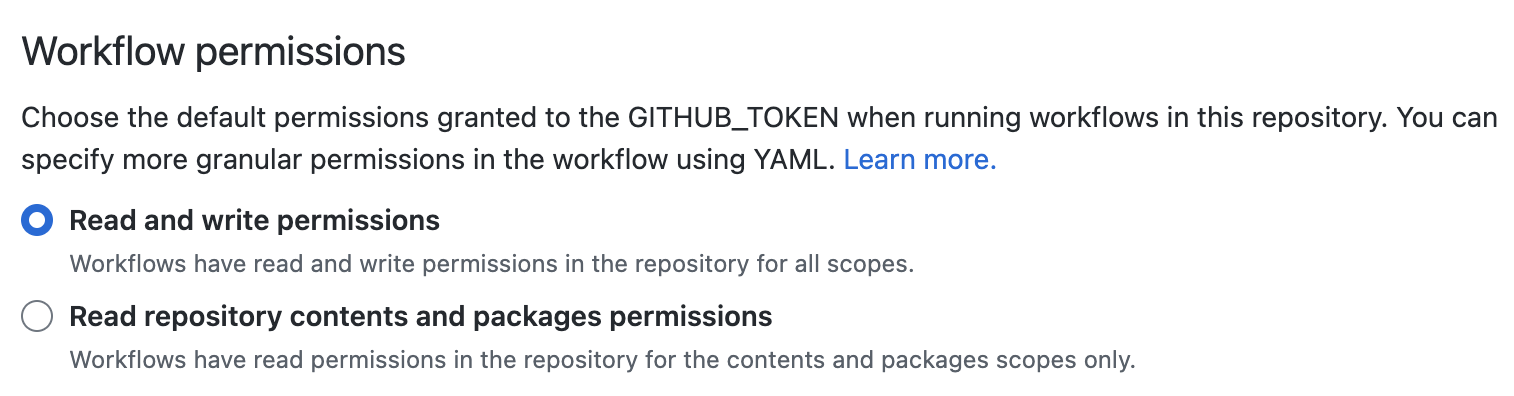 Workflow permissions
Choose the default permissions granted to the GITHUB_TOKEN when running workflows in this repository. You can
specify more granular permissions in the workflow using YAML. Learn more.
Read and write permissions
Workflows have read and write permissions in the repository for all scopes.
Read repository contents and packages permissions
Workflows have read permissions in the repository for the contents and packages scopes only.